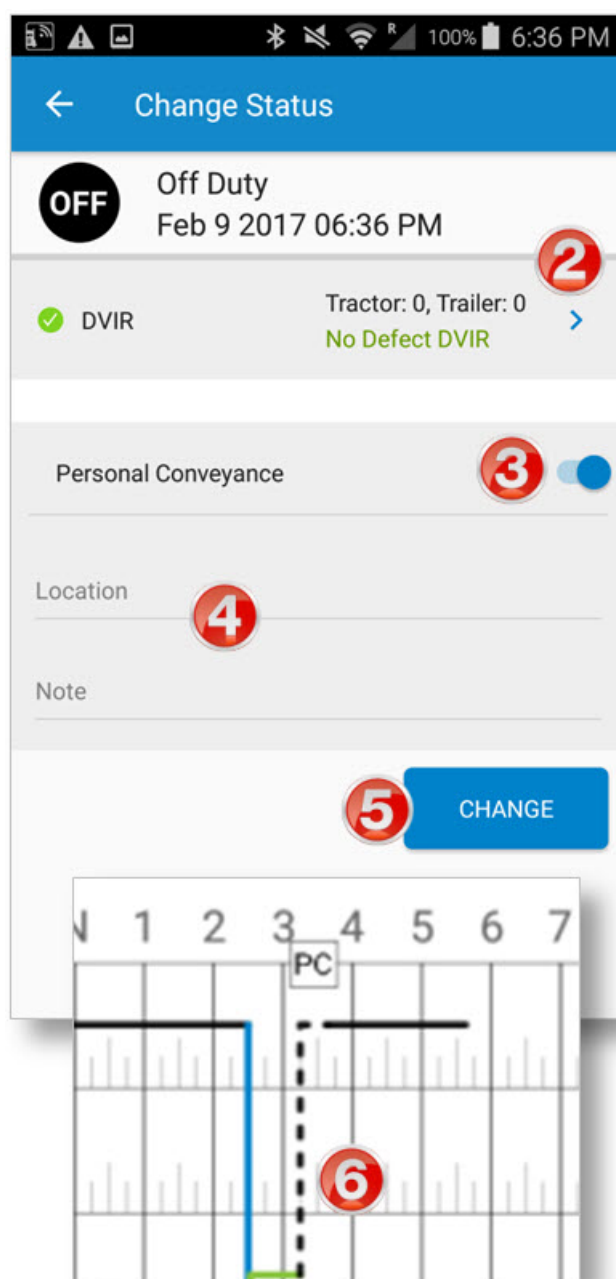 100% 6:36 PM
Change Status
OFF
Off Duty
Feb 9 2017 06:36 PM
2
DVIR
Tractor: 0, Trailer: 0
No Defect DVIR
Personal Conveyance
3
Location
4
Note
5
CHANGE
N 1 2 3 4 5 6 7
PC
6